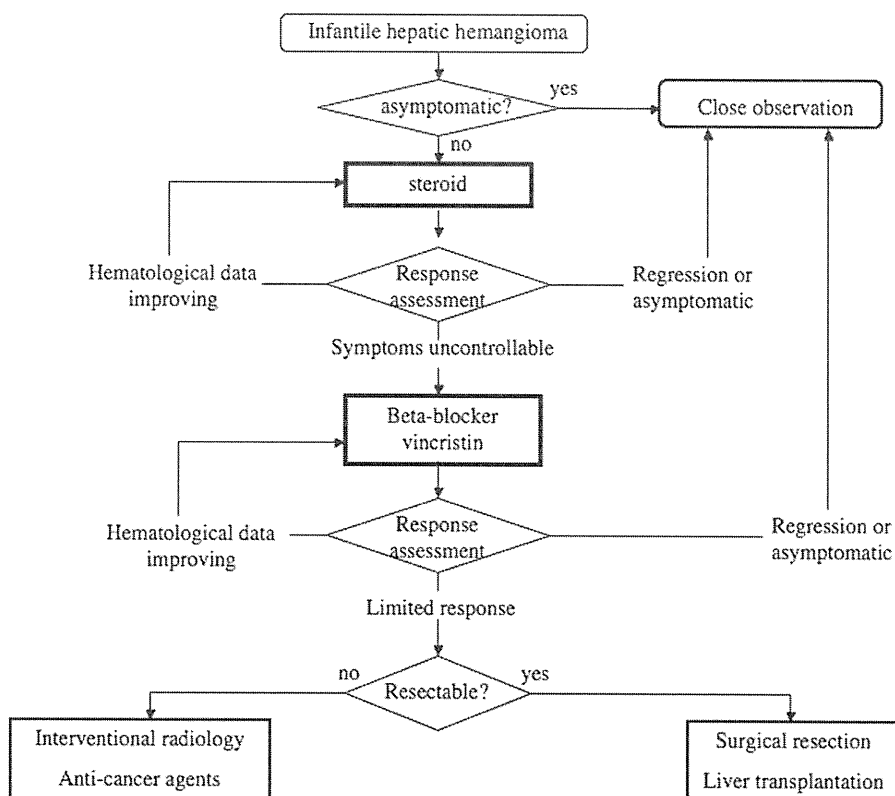 Infantile hepatic hemangioma
yes
asymptomatic?
Close observation
no
steroid
Hematological data
improving
Response
assessment
Regression or
asymptomatic
Symptoms uncontrollable
Beta-blocker
vincristin
Hematological data
improving
Response
assessment
Regression or
asymptomatic
Limited response
no
Resectable?
yes
Interventional radiology
Anti-cancer agents
Surgical resection
Liver transplantation